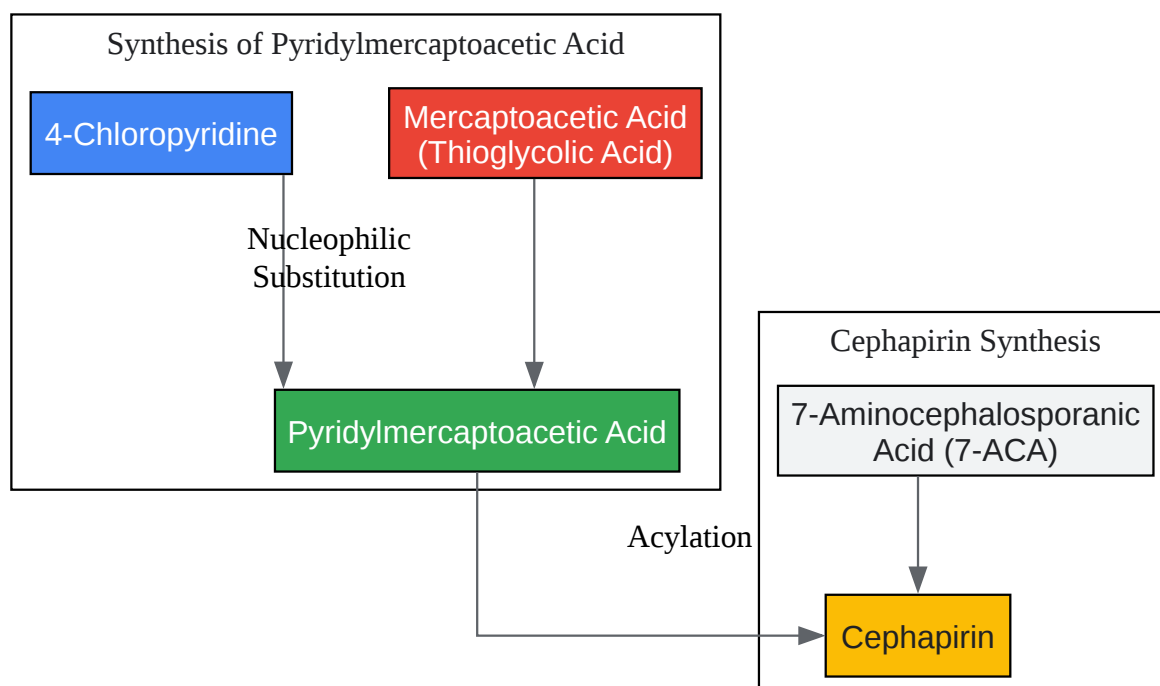 Synthesis of Pyridylmercaptoacetic Acid
4-Chloropyridine
Mercaptoacetic Acid
(Thioglycolic Acid)
Nucleophilic
Substitution
Pyridylmercaptoacetic Acid
Acylation
Cephapirin Synthesis
7-Aminocephalosporanic
Acid (7-ACA)
Cephapirin